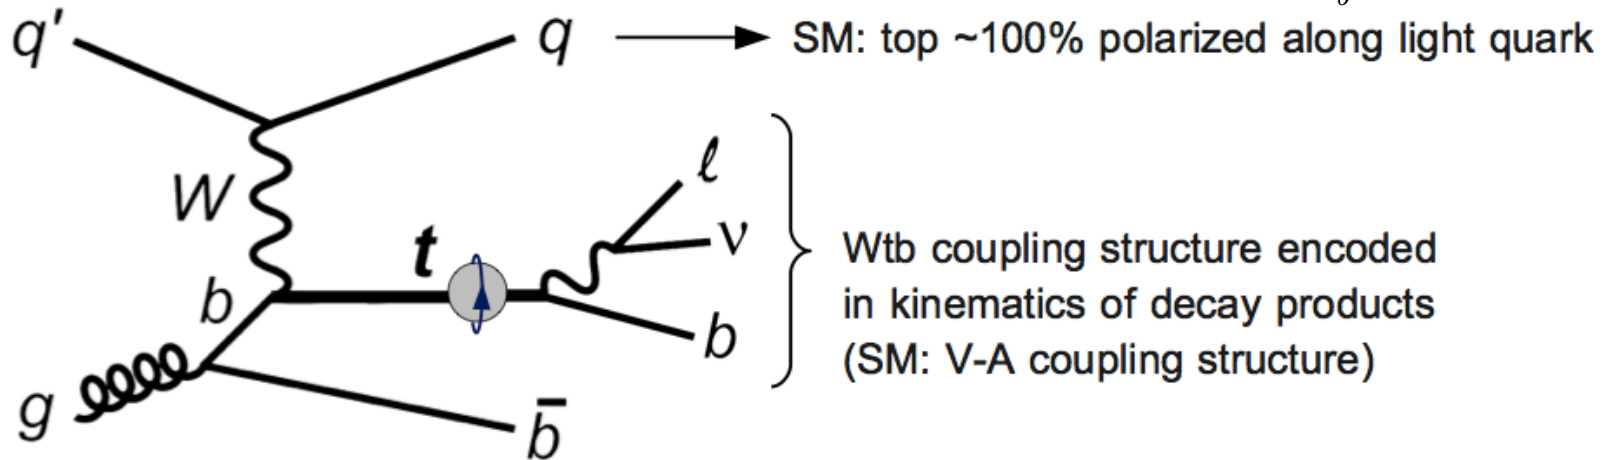 q' q SM: top ~100% polarized along light quark
ℓ
W ν
t
Wtb coupling structure encoded
b in kinematics of decay products
b
(SM: V-A coupling structure)
g b̄